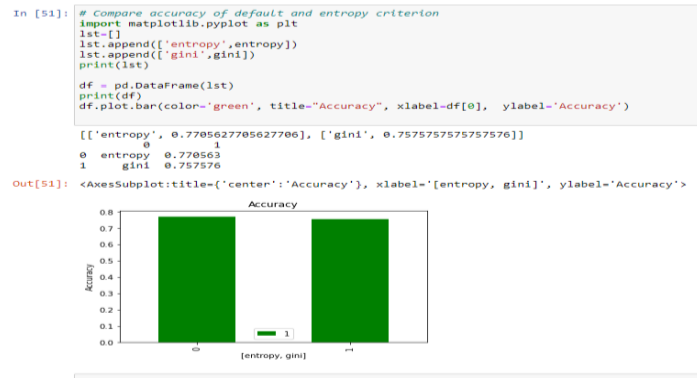 In [51]: # Compare accuracy of default and entropy criterion
import matplotlib.pyplot as plt
lst=[]
lst.append(['entropy',entropy])
lst.append(['gini',gini])
print(lst)
df = pd.DataFrame(lst)
print(df)
df.plot.bar(color='green', title="Accuracy", xlabel=df[0], ylabel='Accuracy')
[['entropy', 0.7705627705627706], ['gini', 0.7575757575757576]]
0 1
0 entropy 0.770563
1 gini 0.757576
Out[51]: <AxesSubplot:title={'center':'Accuracy'}, xlabel='[entropy, gini]', ylabel='Accuracy'>
Accuracy
0.8
0.7
0.6
0.5
0.4
0.3
0.2
0.1
0.0
Accuracy
1
0
1
[entropy, gini]